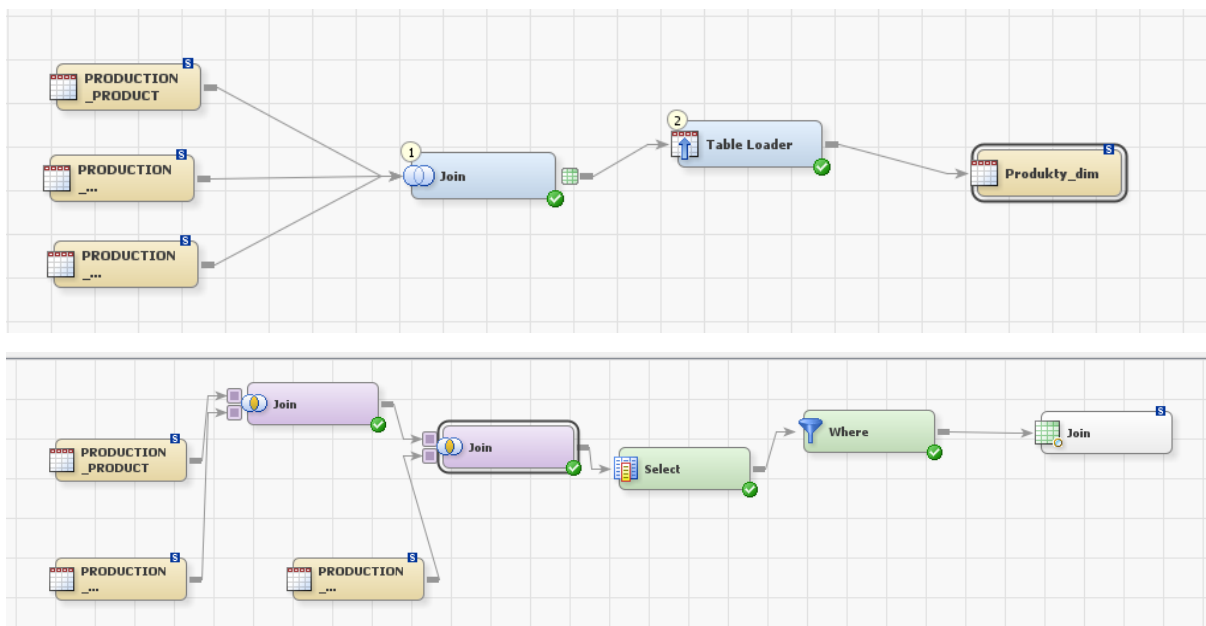 S
PRODUCTION
_PRODUCT
S
PRODUCTION
_...
S
PRODUCTION
_...
1
Join
2
Table Loader
S
Produkty_dim
Join
S
PRODUCTION
_PRODUCT
S
PRODUCTION
_...
S
PRODUCTION
_...
Join
Select
Where
S
Join